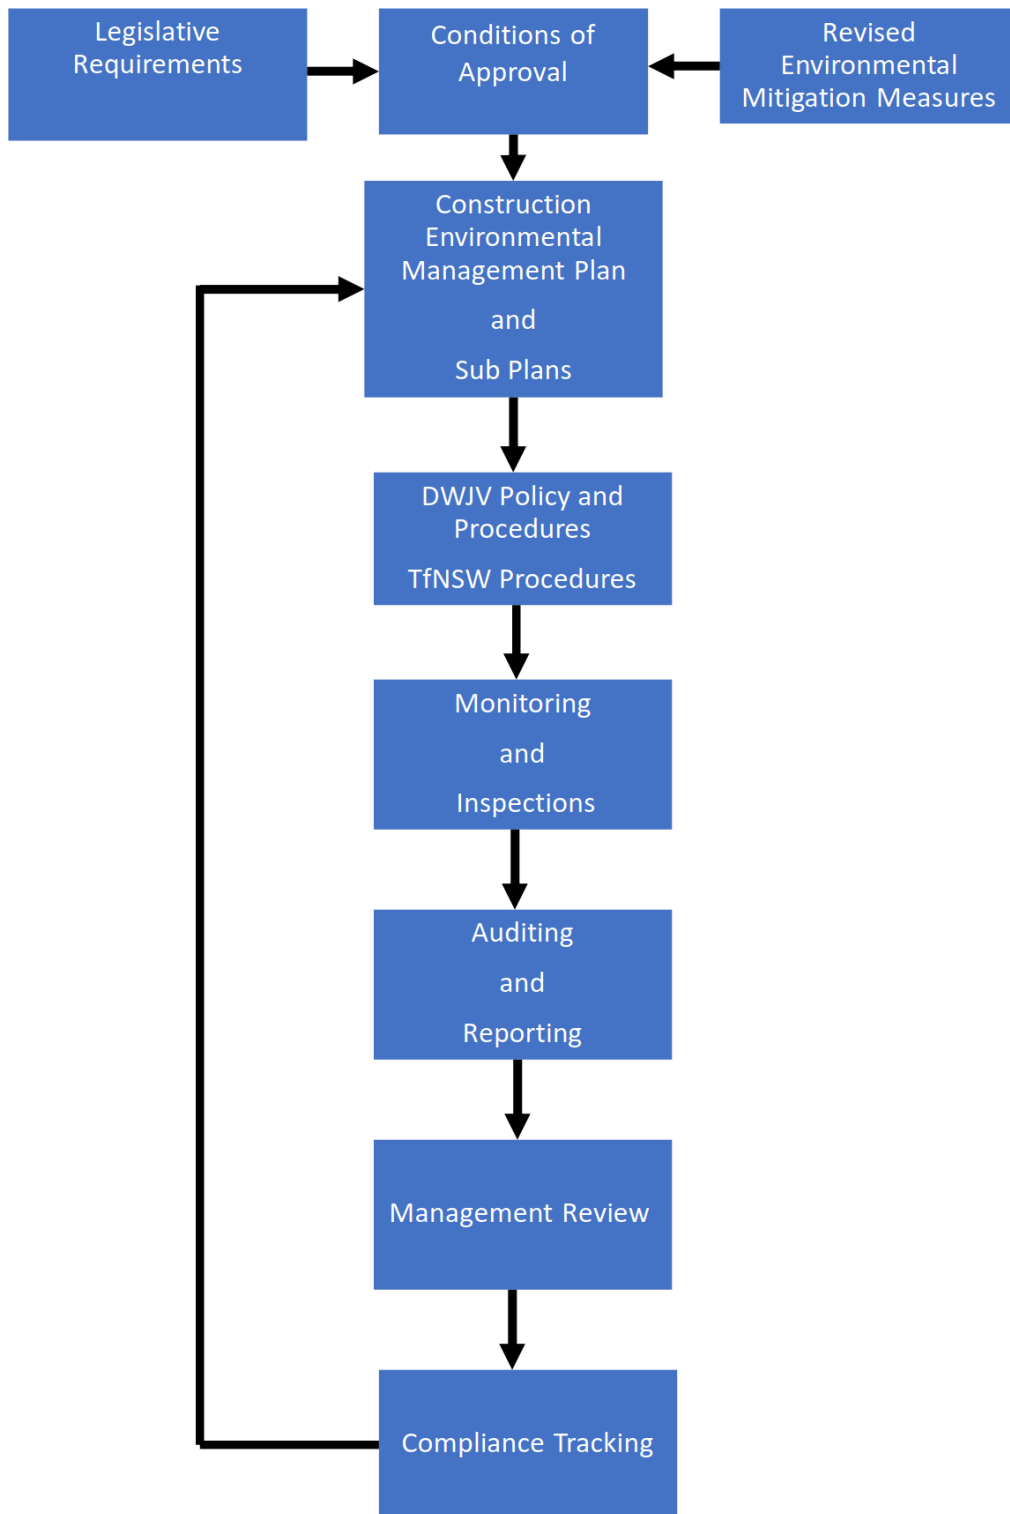 Legislative
Requirements
Conditions of
Approval
Revised
Environmental
Mitigation Measures
Construction
Environmental
Management Plan
and
Sub Plans
DWJV Policy and
Procedures
TfNSW Procedures
Monitoring
and
Inspections
Auditing
and
Reporting
Management Review
Compliance Tracking